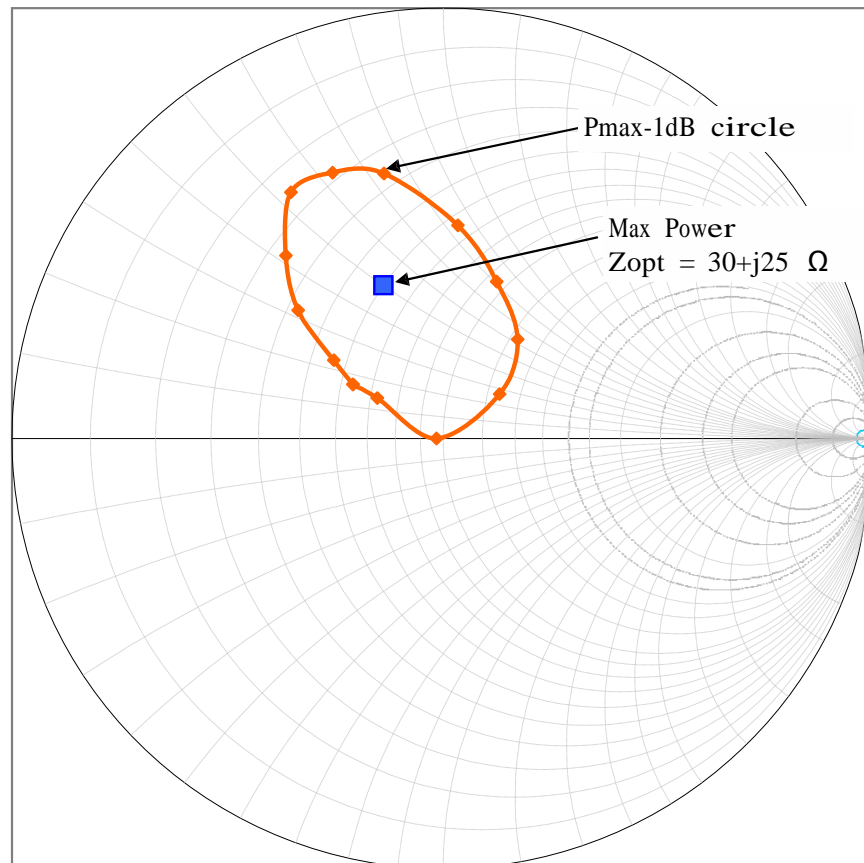 Pmax-1dB circle
Max Power
Zopt = 30+j25 Ω